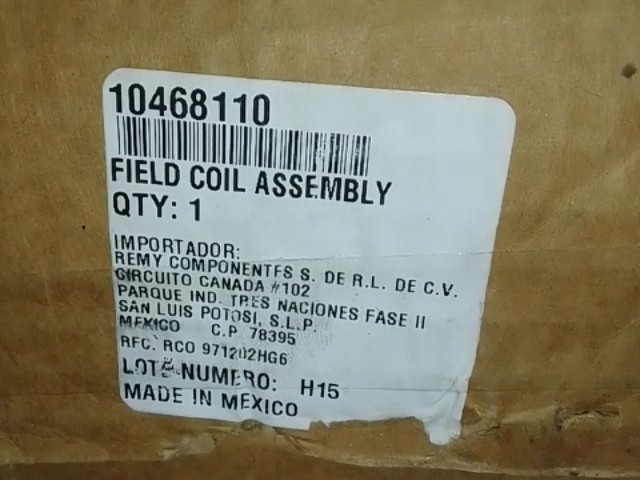 10468110
FIELD COIL ASSEMBLY
QTY: 1
IMPORTADOR:
REMY COMPONENTES S. DE R.L. DE C.V.
CIRCUITO CANADA #102
PARQUE IND. TRES NACIONES FASE II
SAN LUIS POTOSI, S.L.P.
MEXICO C.P. 78395
RFC. RCO 971202HG6
LOTE NUMERO: H15
MADE IN MEXICO